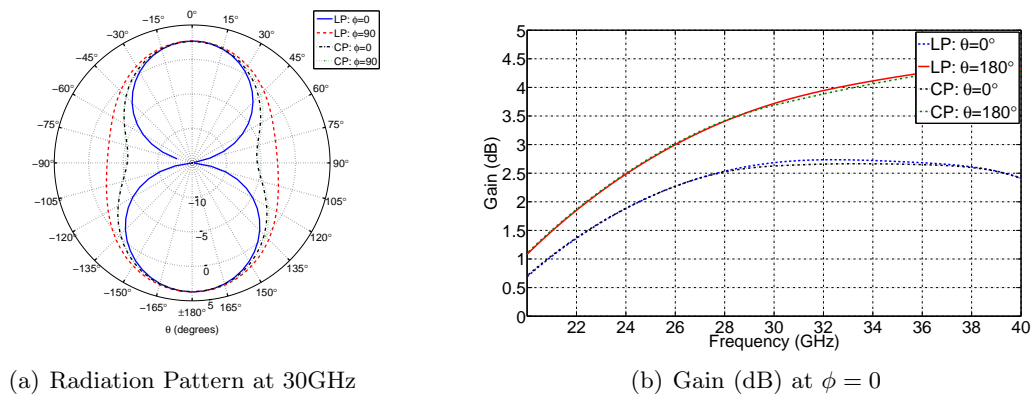 0°
−15°
15°
−30°
30°
−45°
45°
−60°
60°
−75°
75°
−90°
90°
−105°
105°
−120°
120°
−135°
135°
−150°
150°
−165°
165°
±180°
−10
−5
0
5
θ (degrees)
LP: ϕ=0
LP: ϕ=90
CP: ϕ=0
CP: ϕ=90
(a) Radiation Pattern at 30GHz
5
4.5
4
3.5
3
2.5
2
1.5
1
0.5
0
Gain (dB)
22 24 26 28 30 32 34 36 38 40
Frequency (GHz)
LP: θ=0°
LP: θ=180°
CP: θ=0°
CP: θ=180°
(b) Gain (dB) at ϕ = 0